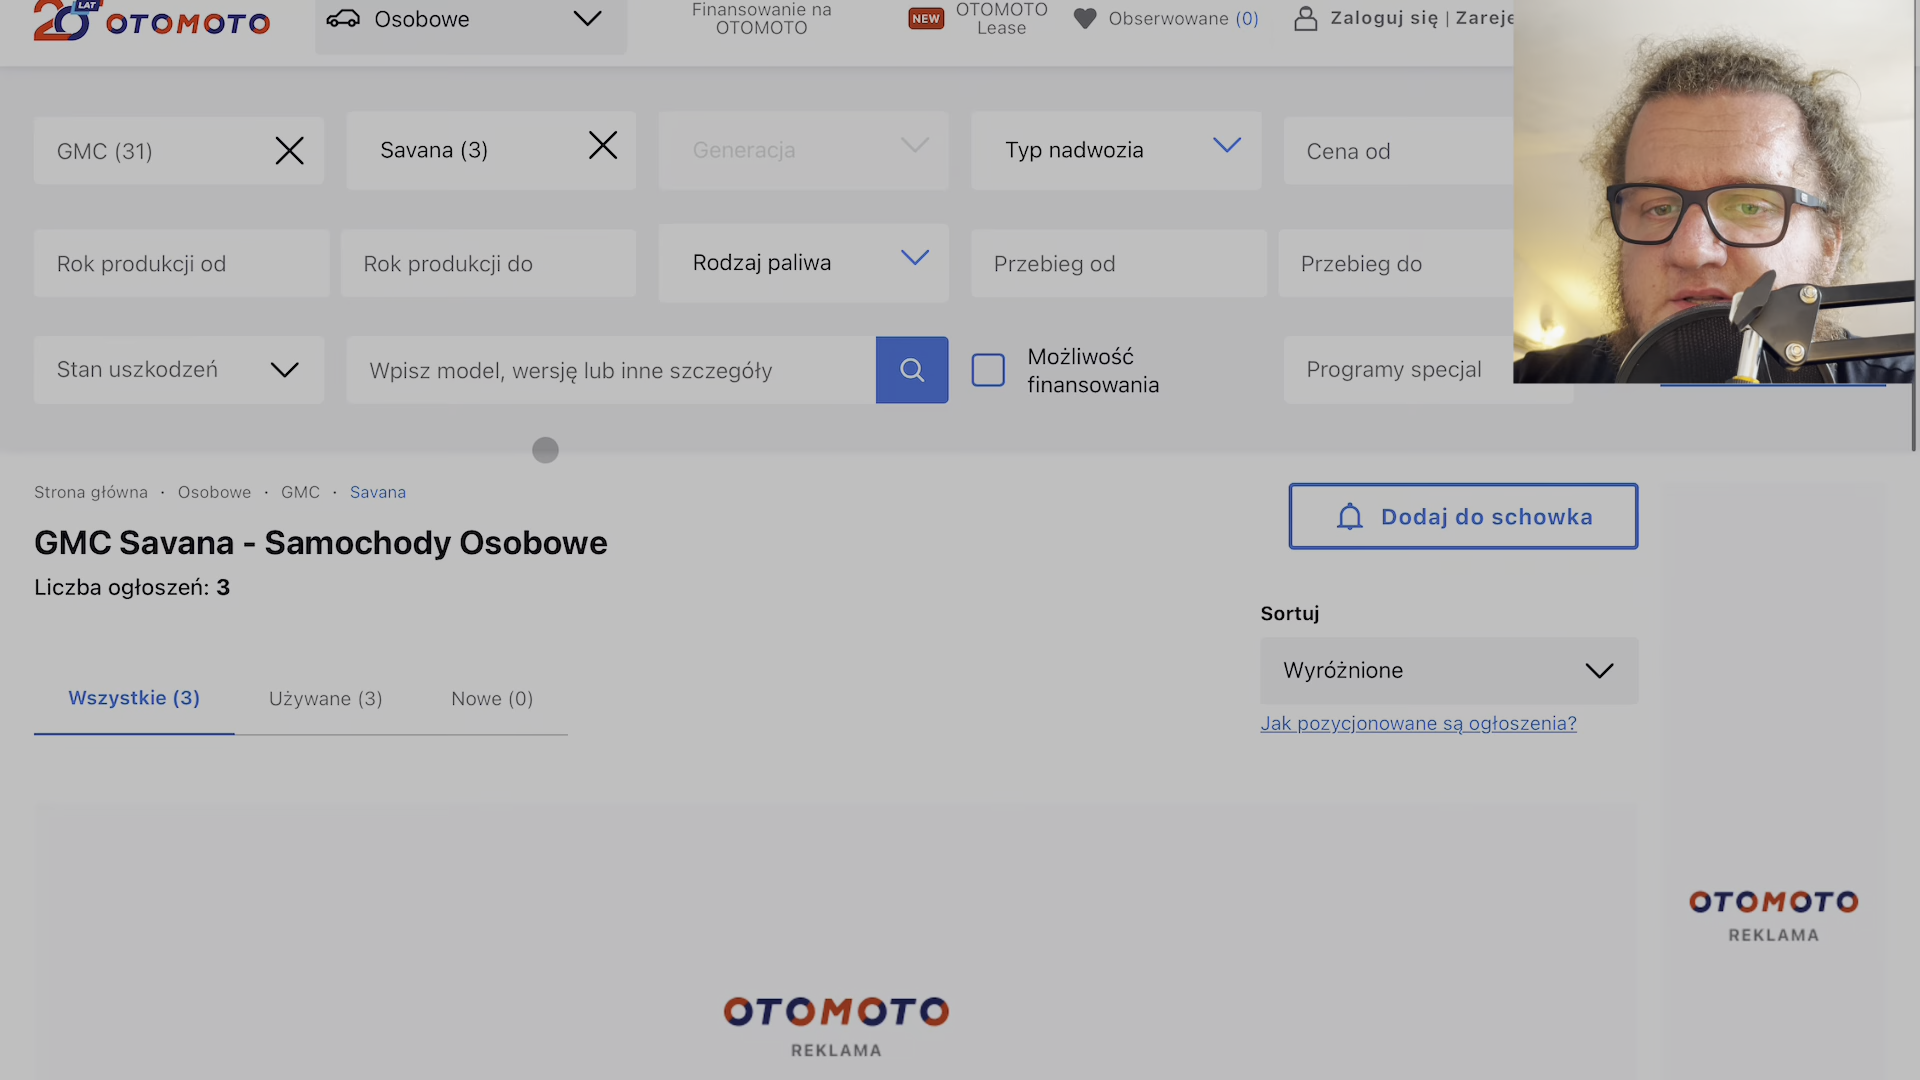 20 LAT OTOMOTO
Osobowe
Finansowanie na
OTOMOTO
NEW
OTOMOTO
Lease
Obserwowane (0)
Zaloguj się | Zareje
GMC (31)
Savana (3)
Generacja
Typ nadwozia
Cena od
Rok produkcji od
Rok produkcji do
Rodzaj paliwa
Przebieg od
Przebieg do
Stan uszkodzeń
Wpisz model, wersję lub inne szczegóły
Możliwość
finansowania
Programy specjal
Strona główna · Osobowe · GMC · Savana
Dodaj do schowka
GMC Savana - Samochody Osobowe
Liczba ogłoszeń: 3
Sortuj
Wyróżnione
Jak pozycjonowane są ogłoszenia?
Wszystkie (3)
Używane (3)
Nowe (0)
OTOMOTO
REKLAMA
OTOMOTO
REKLAMA